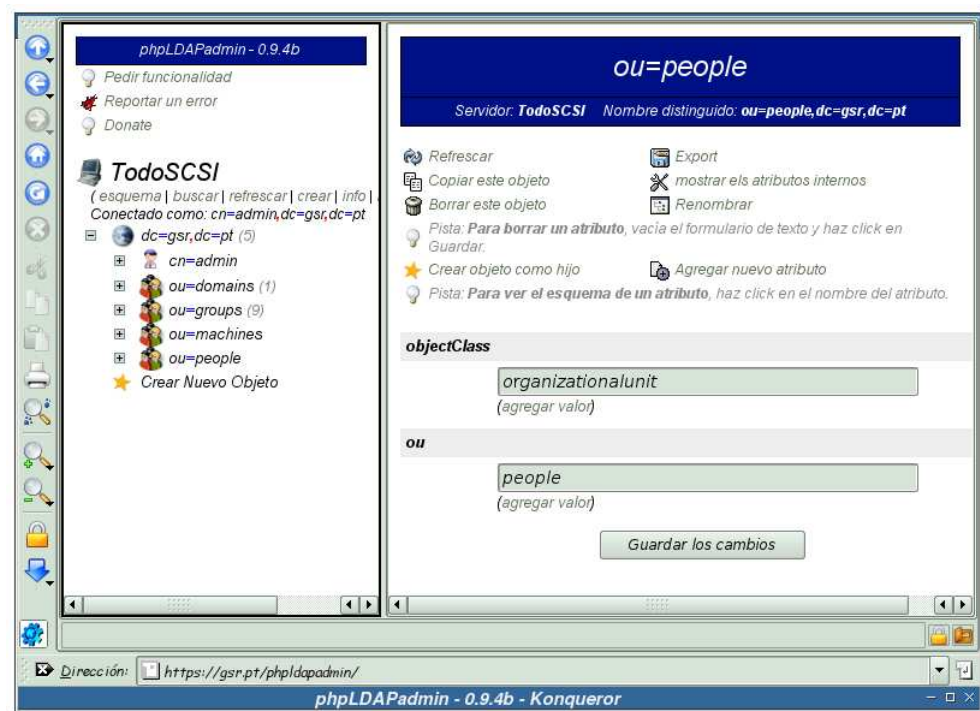 phpLDAPadmin - 0.9.4b
Pedir funcionalidad
Reportar un error
Donate
TodoSCSI
( esquema | buscar | refrescar | crear | info |
Conectado como: cn=admin,dc=gsr,dc=pt
dc=gsr,dc=pt (5)
cn=admin
ou=domains (1)
ou=groups (9)
ou=machines
ou=people
Crear Nuevo Objeto
ou=people
Servidor: TodoSCSI Nombre distinguido: ou=people,dc=gsr,dc=pt
Refrescar Export
Copiar este objeto mostrar els atributos internos
Borrar este objeto Renombrar
Pista: Para borrar un atributo, vacía el formulario de texto y haz click en
Guardar.
Crear objeto como hijo Agregar nuevo atributo
Pista: Para ver el esquema de un atributo, haz click en el nombre del atributo.
objectClass
organizationalunit
(agregar valor)
ou
people
(agregar valor)
Guardar los cambios
Dirección: https://gsr.pt/phpldapadmin/
phpLDAPadmin - 0.9.4b - Konqueror